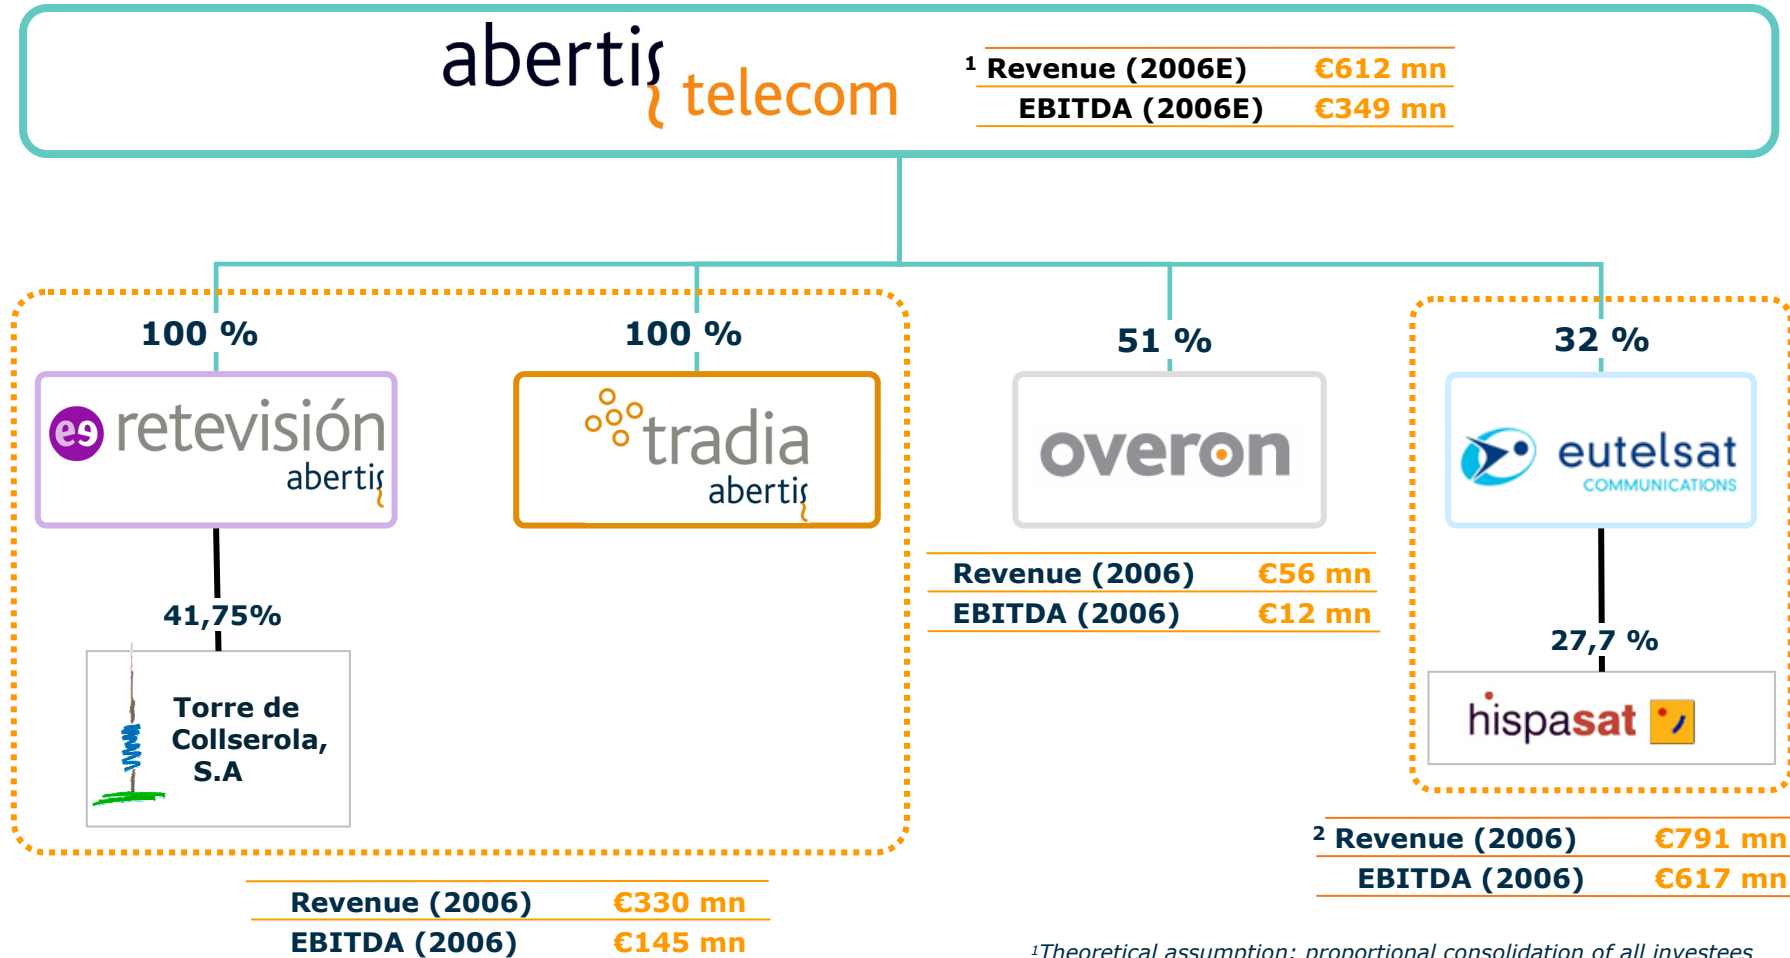 abertis telecom
¹ Revenue (2006E) €612 mn
EBITDA (2006E) €349 mn
100 %
100 %
51 %
32 %
retevisión
abertis
tradia
abertis
overon
eutelsat
COMMUNICATIONS
Revenue (2006) €56 mn
EBITDA (2006) €12 mn
41,75%
27,7 %
Torre de
Collserola,
S.A
hispasat
² Revenue (2006) €791 mn
EBITDA (2006) €617 mn
Revenue (2006) €330 mn
EBITDA (2006) €145 mn
¹Theoretical assumption: proportional consolidation of all investees